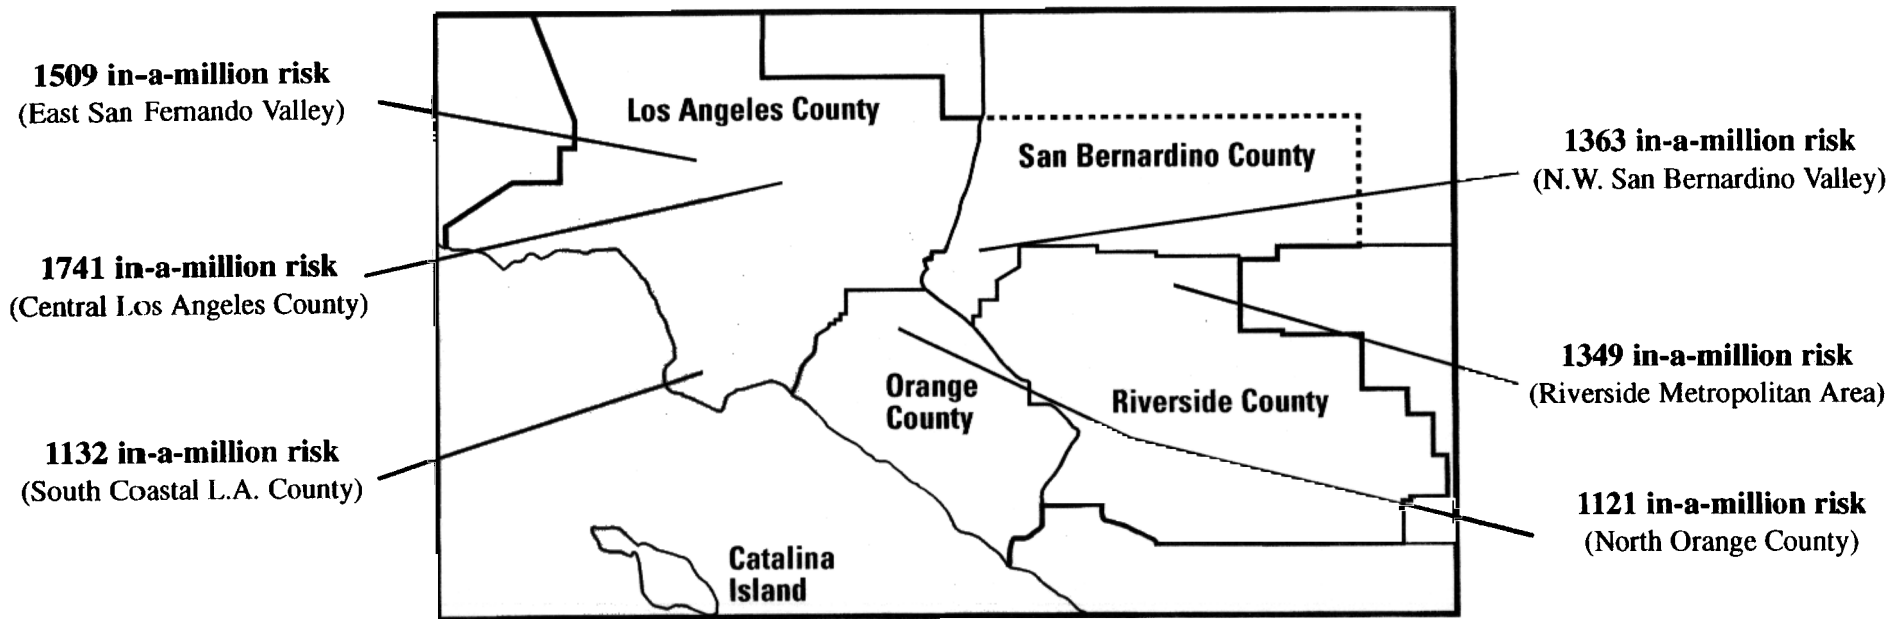 1509 in-a-million risk
(East San Fernando Valley)
1741 in-a-million risk
(Central Los Angeles County)
1132 in-a-million risk
(South Coastal L.A. County)
Los Angeles County
San Bernardino County
Orange
County
Riverside County
Catalina
Island
1363 in-a-million risk
(N.W. San Bernardino Valley)
1349 in-a-million risk
(Riverside Metropolitan Area)
1121 in-a-million risk
(North Orange County)